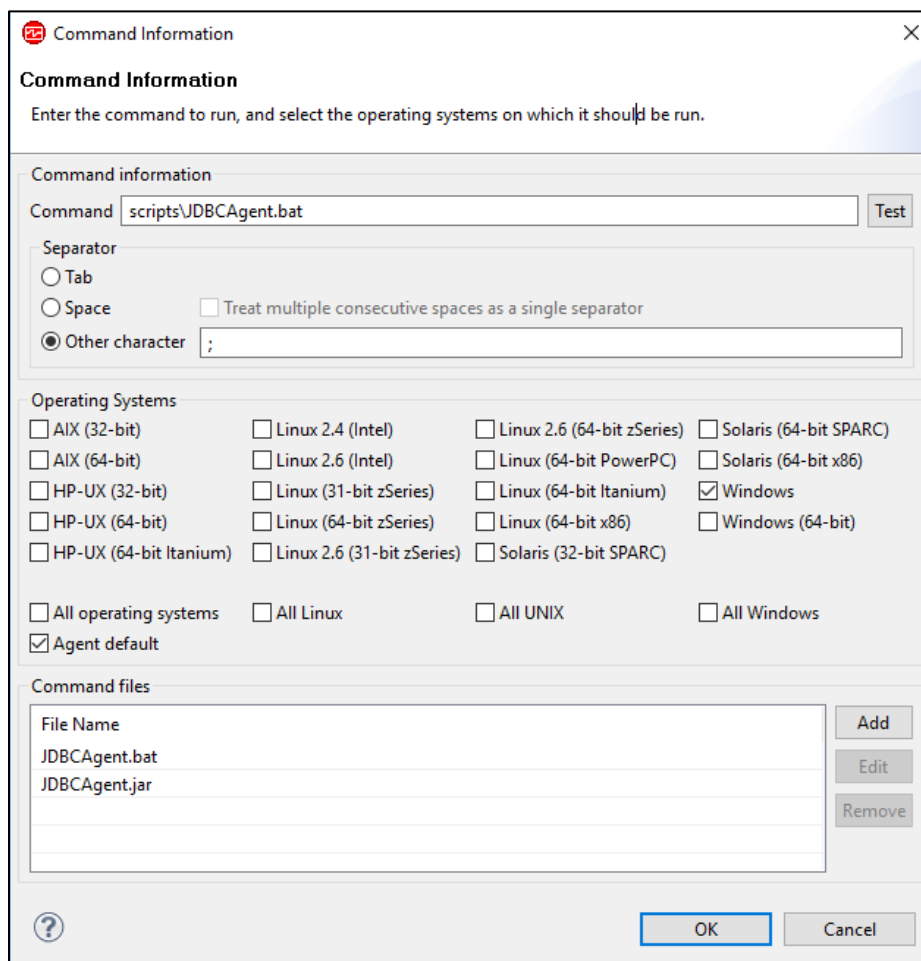 Command Information
Command Information
Enter the command to run, and select the operating systems on which it should be run.
Command information
Command scripts\JDBCAgent.bat Test
Separator
Tab
Space Treat multiple consecutive spaces as a single separator
Other character ;
Operating Systems
AIX (32-bit) Linux 2.4 (Intel) Linux 2.6 (64-bit zSeries) Solaris (64-bit SPARC)
AIX (64-bit) Linux 2.6 (Intel) Linux (64-bit PowerPC) Solaris (64-bit x86)
HP-UX (32-bit) Linux (31-bit zSeries) Linux (64-bit Itanium) Windows
HP-UX (64-bit) Linux (64-bit zSeries) Linux (64-bit x86) Windows (64-bit)
HP-UX (64-bit Itanium) Linux 2.6 (31-bit zSeries) Solaris (32-bit SPARC)
All operating systems All Linux All UNIX All Windows
Agent default
Command files
File Name Add
JDBCAgent.bat Edit
JDBCAgent.jar
Remove
? OK Cancel